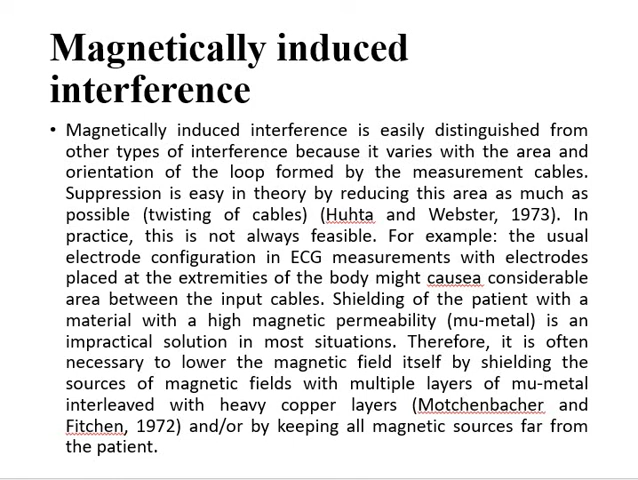 Magnetically induced
interference
• Magnetically induced interference is easily distinguished from
other types of interference because it varies with the area and
orientation of the loop formed by the measurement cables.
Suppression is easy in theory by reducing this area as much as
possible (twisting of cables) (Huhta and Webster, 1973). In
practice, this is not always feasible. For example: the usual
electrode configuration in ECG measurements with electrodes
placed at the extremities of the body might causea considerable
area between the input cables. Shielding of the patient with a
material with a high magnetic permeability (mu-metal) is an
impractical solution in most situations. Therefore, it is often
necessary to lower the magnetic field itself by shielding the
sources of magnetic fields with multiple layers of mu-metal
interleaved with heavy copper layers (Motchenbacher and
Fitchen, 1972) and/or by keeping all magnetic sources far from
the patient.